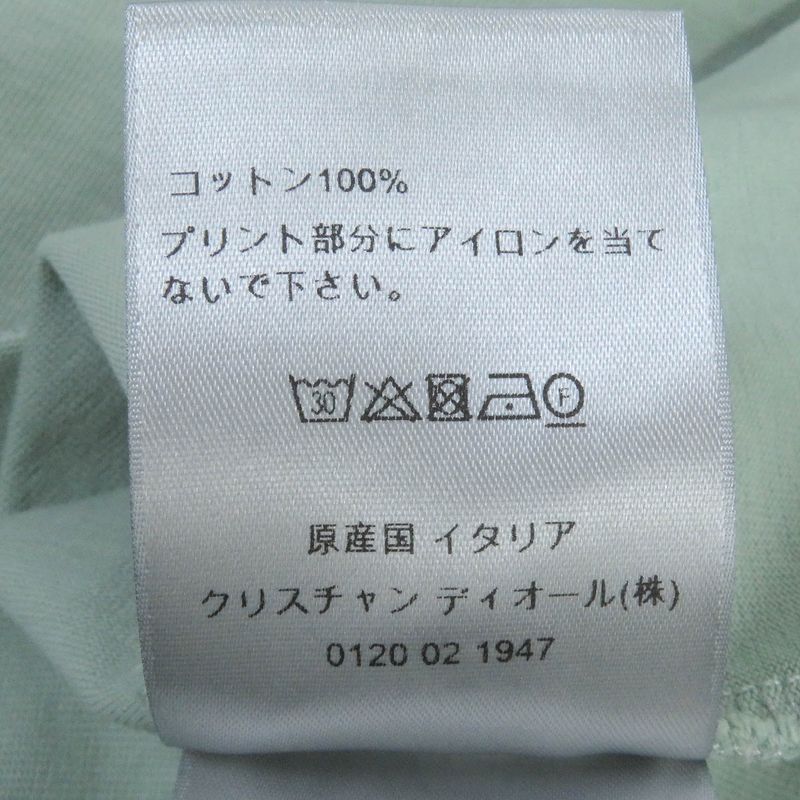 コットン100%
プリント部分にアイロンを当て
ないで下さい。
30 F
原産国 イタリア
クリスチャン ディオール(株)
0120 02 1947